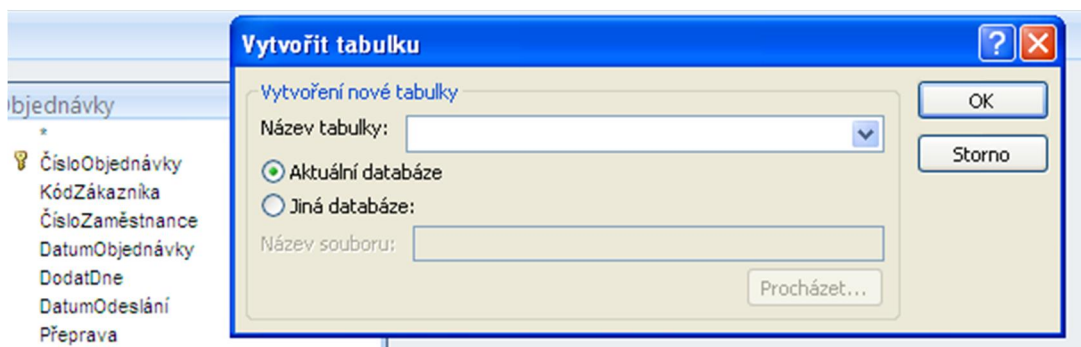 Vytvořit tabulku
Vytvoření nové tabulky
Název tabulky:
Aktuální databáze
Jiná databáze:
Název souboru:
Procházet...
OK
Storno
bjednávky
*
ČísloObjednávky
KódZákazníka
ČísloZaměstnance
DatumObjednávky
DodatDne
DatumOdeslání
Přeprava